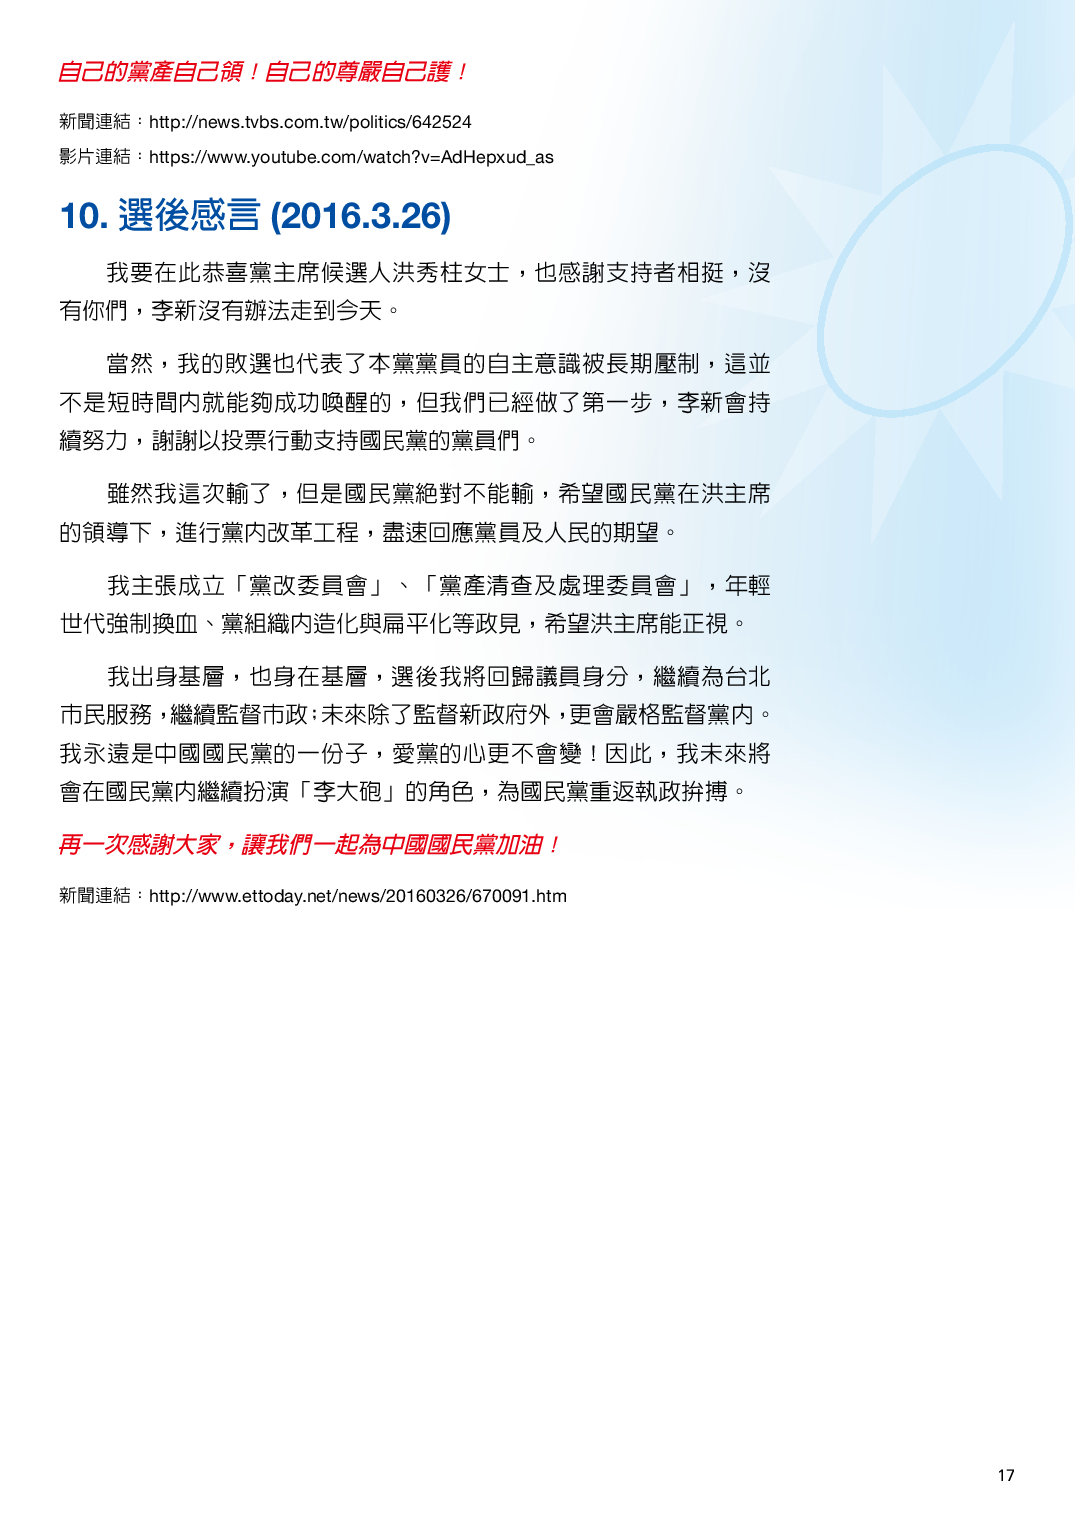 自己的黨產自己領！自己的尊嚴自己護！
新聞連結：http://news.tvbs.com.tw/politics/642524
影片連結：https://www.youtube.com/watch?v=AdHepxud_as
10. 選後感言 (2016.3.26)
我要在此恭喜黨主席候選人洪秀柱女士，也感謝支持者相挺，沒
有你們，李新沒有辦法走到今天。
當然，我的敗選也代表了本黨黨員的自主意識被長期壓制，這並
不是短時間內就能夠成功喚醒的，但我們已經做了第一步，李新會持
續努力，謝謝以投票行動支持國民黨的黨員們。
雖然我這次輸了，但是國民黨絕對不能輸，希望國民黨在洪主席
的領導下，進行黨內改革工程，盡速回應黨員及人民的期望。
我主張成立「黨改委員會」、「黨產清查及處理委員會」，年輕
世代強制換血、黨組織內造化與扁平化等政見，希望洪主席能正視。
我出身基層，也身在基層，選後我將回歸議員身分，繼續為台北
市民服務，繼續監督市政；未來除了監督新政府外，更會嚴格監督黨內。
我永遠是中國國民黨的一份子，愛黨的心更不會變！因此，我未來將
會在國民黨內繼續扮演「李大砲」的角色，為國民黨重返執政拚搏。
再一次感謝大家，讓我們一起為中國國民黨加油！
新聞連結：http://www.ettoday.net/news/20160326/670091.htm
17